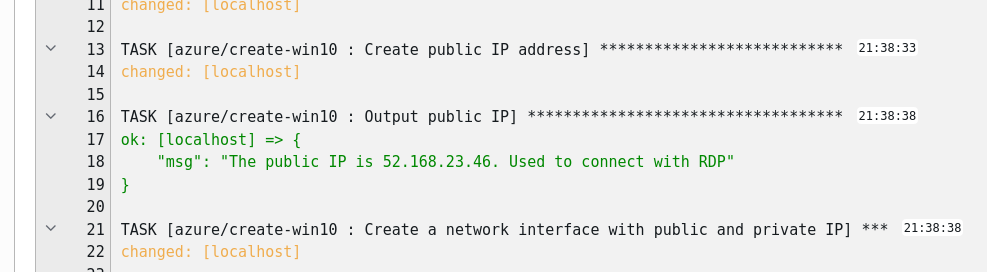 11 changed: [localhost]
12
13 TASK [azure/create-win10 : Create public IP address] *************************** 21:38:33
14 changed: [localhost]
15
16 TASK [azure/create-win10 : Output public IP] *********************************** 21:38:38
17 ok: [localhost] => {
18     "msg": "The public IP is 52.168.23.46. Used to connect with RDP"
19 }
20
21 TASK [azure/create-win10 : Create a network interface with public and private IP] *** 21:38:38
22 changed: [localhost]